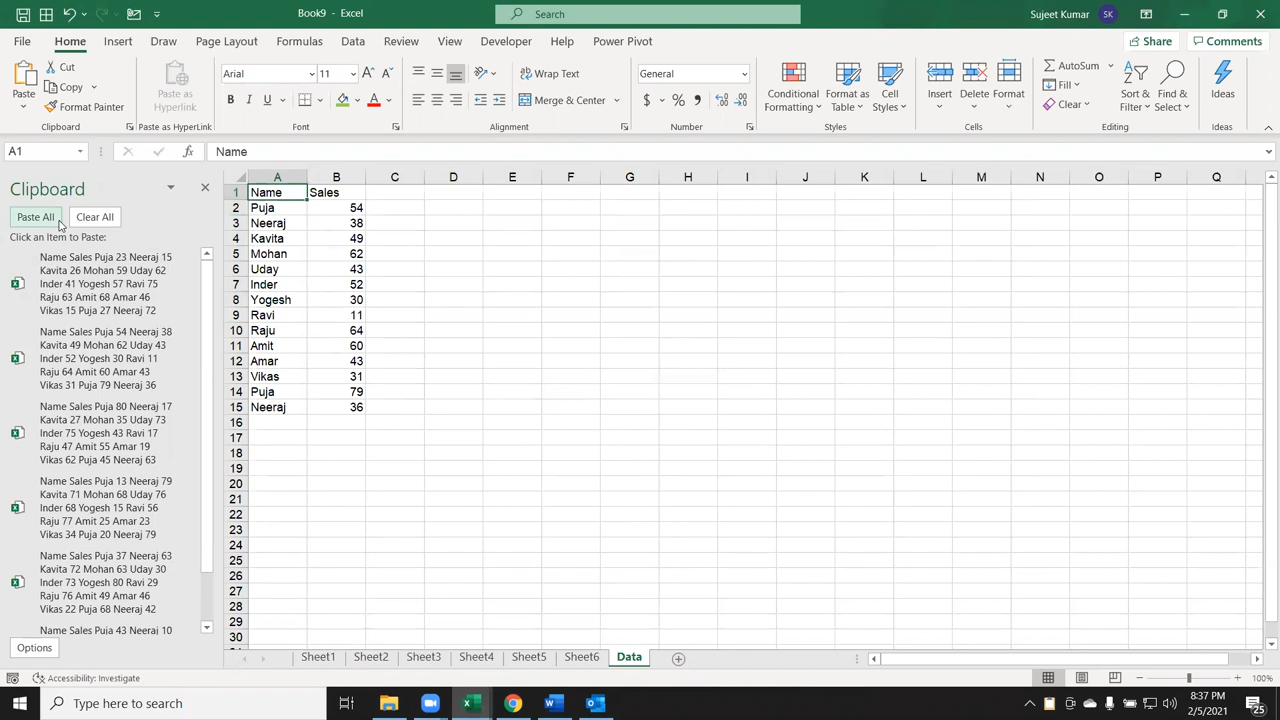 Book9 - Excel
Search
Sujeet Kumar
SK
File Home Insert Draw Page Layout Formulas Data Review View Developer Help Power Pivot
Share Comments
Paste
Cut
Copy
Format Painter
Clipboard
Paste as Hyperlink
Paste as HyperLink
Arial 11
B I U
Font
Wrap Text
Merge & Center
Alignment
General
$ %
Number
Conditional Formatting
Format as Table
Cell Styles
Styles
Insert
Delete
Format
Cells
AutoSum
Fill
Clear
Sort & Filter
Find & Select
Editing
Ideas
Ideas
A1
fx
Name
Clipboard
Paste All
Clear All
Click an Item to Paste:
Name Sales Puja 23 Neeraj 15
Kavita 26 Mohan 59 Uday 62
Inder 41 Yogesh 57 Ravi 75
Raju 63 Amit 68 Amar 46
Vikas 15 Puja 27 Neeraj 72
Name Sales Puja 54 Neeraj 38
Kavita 49 Mohan 62 Uday 43
Inder 52 Yogesh 30 Ravi 11
Raju 64 Amit 60 Amar 43
Vikas 31 Puja 79 Neeraj 36
Name Sales Puja 80 Neeraj 17
Kavita 27 Mohan 35 Uday 73
Inder 75 Yogesh 43 Ravi 17
Raju 47 Amit 55 Amar 19
Vikas 62 Puja 45 Neeraj 63
Name Sales Puja 13 Neeraj 79
Kavita 71 Mohan 68 Uday 76
Inder 68 Yogesh 15 Ravi 56
Raju 77 Amit 25 Amar 23
Vikas 34 Puja 20 Neeraj 79
Name Sales Puja 37 Neeraj 63
Kavita 72 Mohan 63 Uday 30
Inder 73 Yogesh 80 Ravi 29
Raju 76 Amit 49 Amar 46
Vikas 22 Puja 68 Neeraj 42
Name Sales Puja 43 Neeraj 10
Options
A B C D E F G H I J K L M N O P Q
1 Name Sales
2 Puja 54
3 Neeraj 38
4 Kavita 49
5 Mohan 62
6 Uday 43
7 Inder 52
8 Yogesh 30
9 Ravi 11
10 Raju 64
11 Amit 60
12 Amar 43
13 Vikas 31
14 Puja 79
15 Neeraj 36
16
17
18
19
20
21
22
23
24
25
26
27
28
29
30
Sheet1 Sheet2 Sheet3 Sheet4 Sheet5 Sheet6 Data
Accessibility: Investigate
100%
Type here to search
8:37 PM
2/5/2021
25